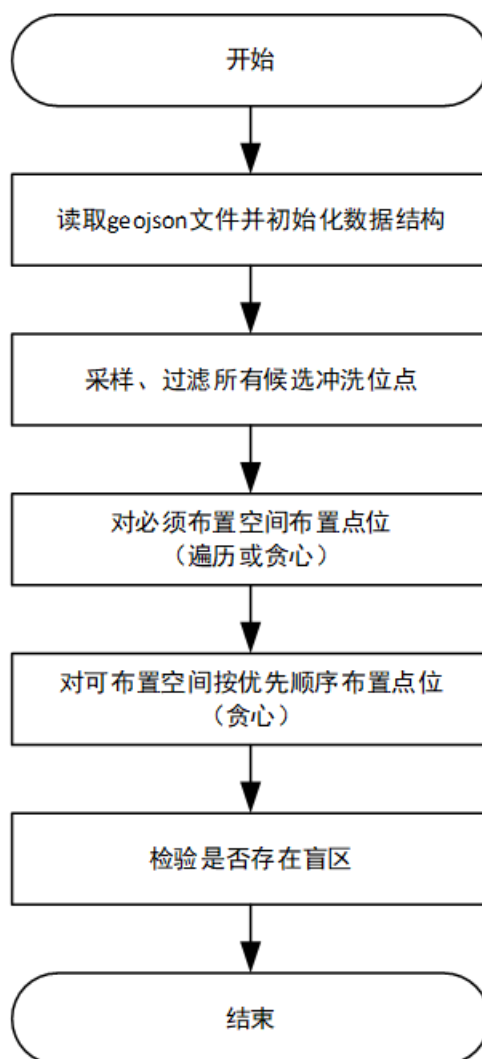 开始
读取geojson文件并初始化数据结构
采样、过滤所有候选冲洗位点
对必须布置空间布置点位
（遍历或贪心）
对可布置空间按优先顺序布置点位
（贪心）
检验是否存在盲区
结束